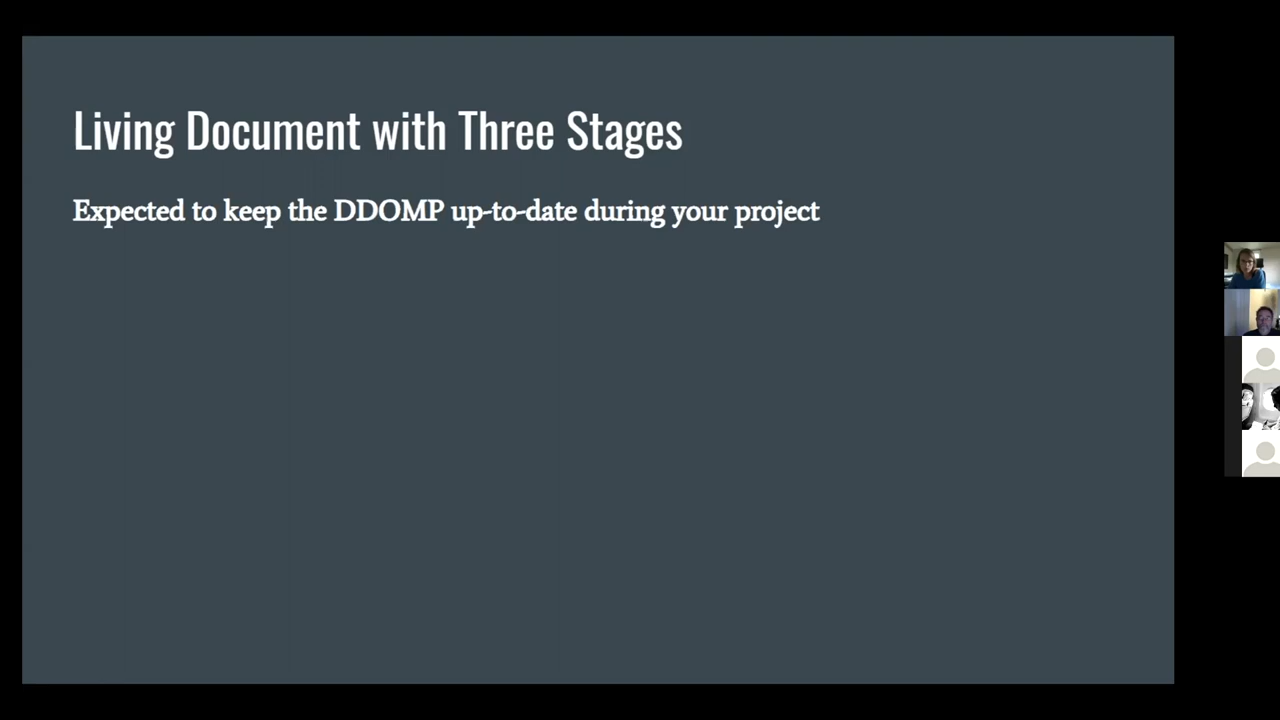 Living Document with Three Stages
Expected to keep the DDOMP up-to-date during your project